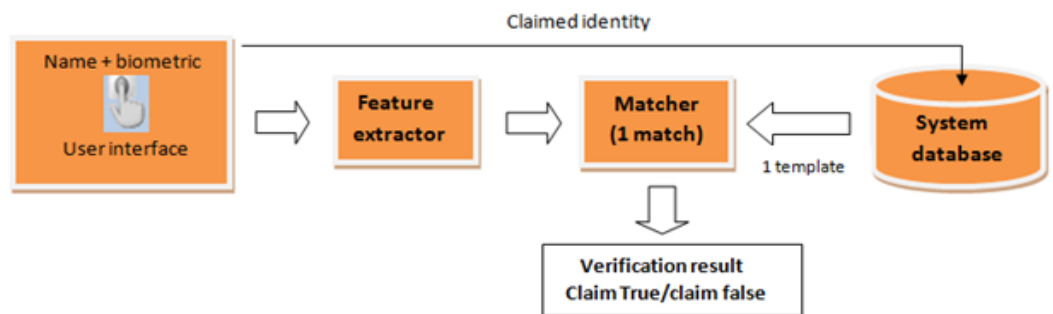 Claimed identity
Name + biometric
User interface
Feature
extractor
Matcher
(1 match)
1 template
System
database
Verification result
Claim True/claim false